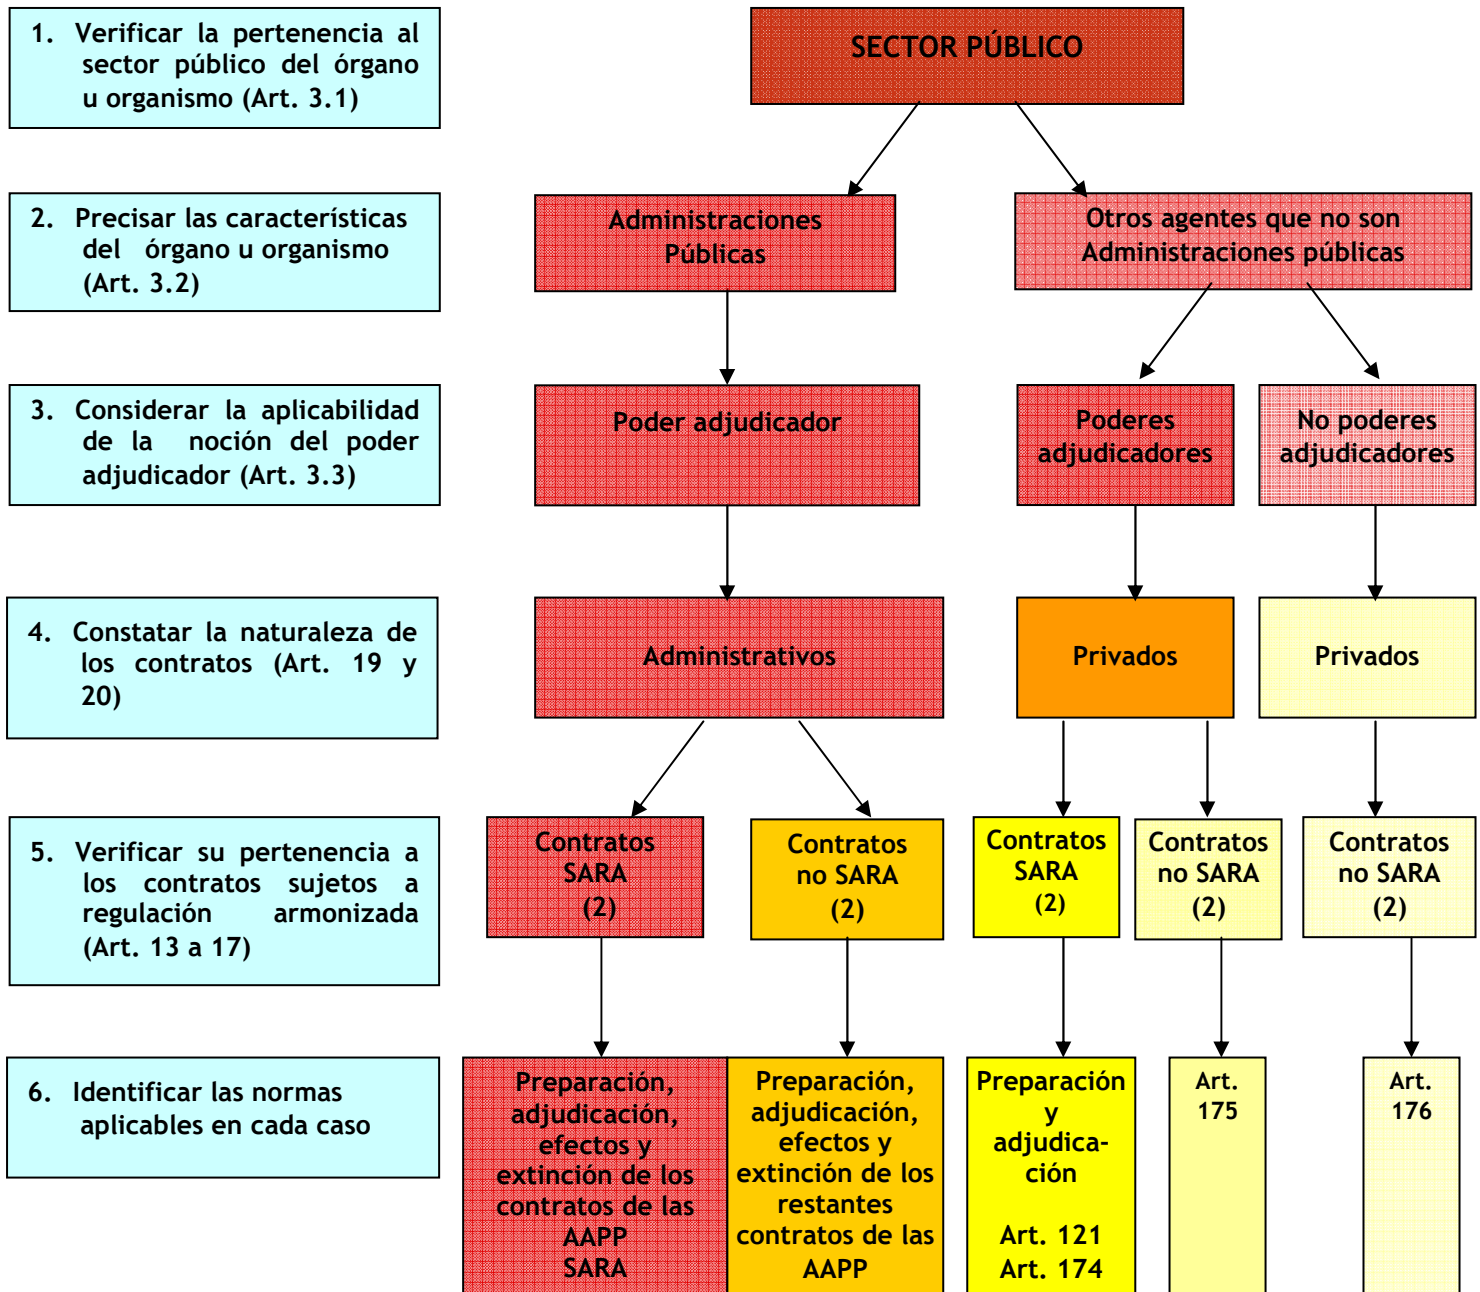 1. Verificar la pertenencia al
sector público del órgano
u organismo (Art. 3.1)
SECTOR PÚBLICO
2. Precisar las características
del órgano u organismo
(Art. 3.2)
Administraciones
Públicas
Otros agentes que no son
Administraciones públicas
3. Considerar la aplicabilidad
de la noción del poder
adjudicador (Art. 3.3)
Poder adjudicador
Poderes
adjudicadores
No poderes
adjudicadores
4. Constatar la naturaleza de
los contratos (Art. 19 y
20)
Administrativos
Privados
Privados
5. Verificar su pertenencia a
los contratos sujetos a
regulación armonizada
(Art. 13 a 17)
Contratos
SARA
(2)
Contratos
no SARA
(2)
Contratos
SARA
(2)
Contratos
no SARA
(2)
Contratos
no SARA
(2)
6. Identificar las normas
aplicables en cada caso
Preparación,
adjudicación,
efectos y
extinción de los
contratos de las
AAPP
SARA
Preparación,
adjudicación,
efectos y
extinción de los
restantes
contratos de las
AAPP
Preparación
y
adjudica-
ción
Art. 121
Art. 174
Art.
175
Art.
176